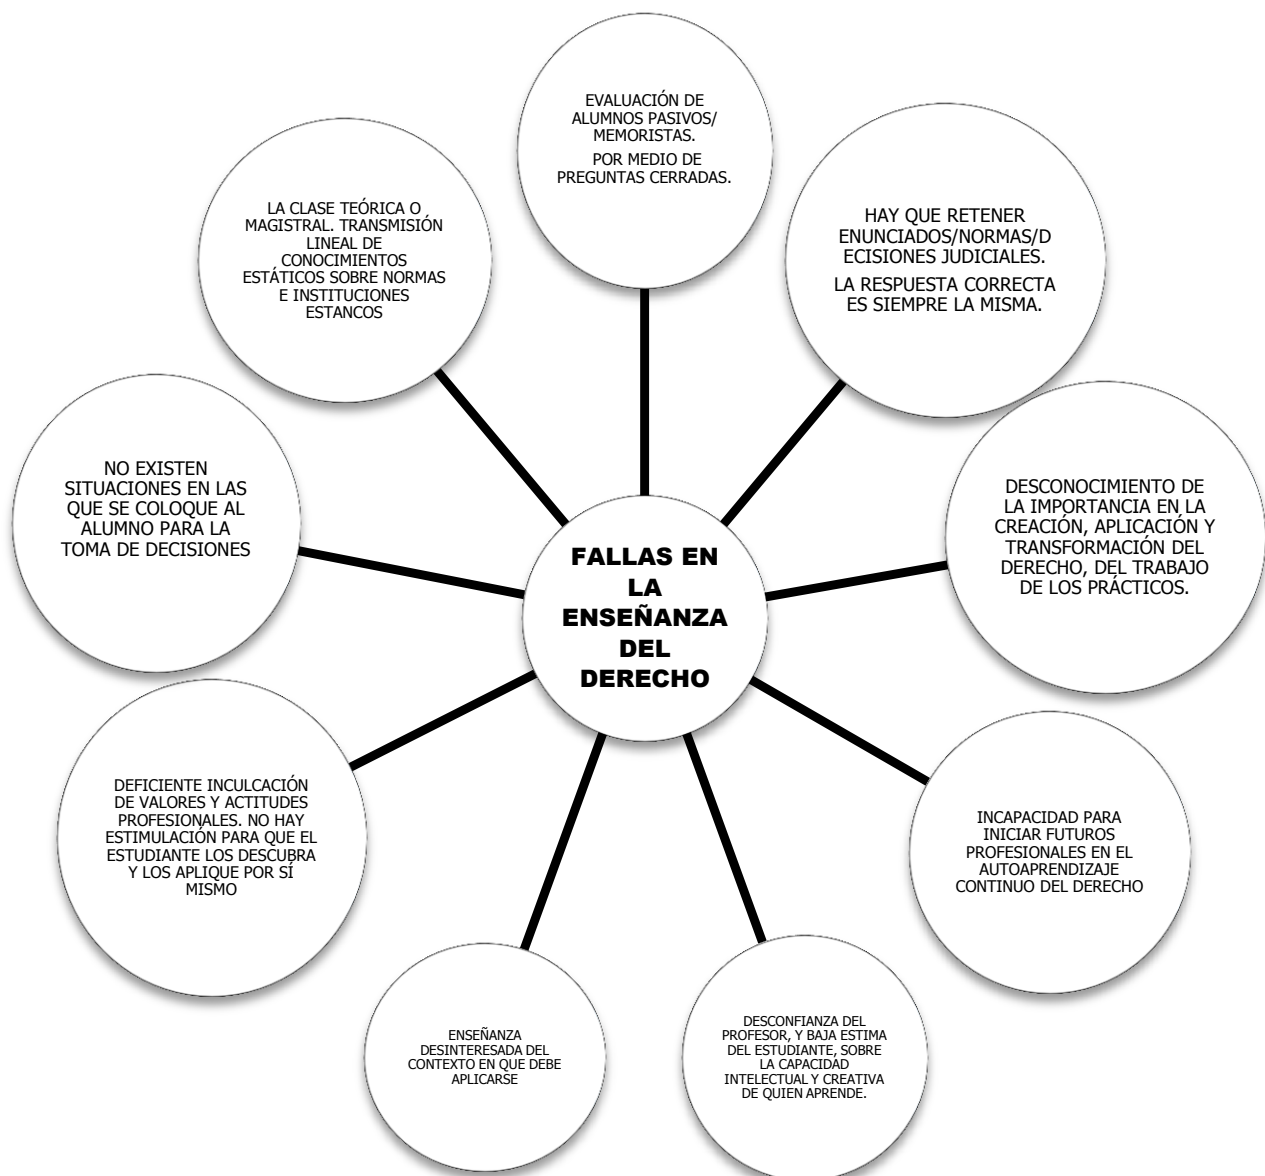 EVALUACIÓN DE
ALUMNOS PASIVOS/
MEMORISTAS.
POR MEDIO DE
PREGUNTAS CERRADAS.
HAY QUE RETENER
ENUNCIADOS/NORMAS/D
ECISIONES JUDICIALES.
LA RESPUESTA CORRECTA
ES SIEMPRE LA MISMA.
DESCONOCIMIENTO DE
LA IMPORTANCIA EN LA
CREACIÓN, APLICACIÓN Y
TRANSFORMACIÓN DEL
DERECHO, DEL TRABAJO
DE LOS PRÁCTICOS.
INCAPACIDAD PARA
INICIAR FUTUROS
PROFESIONALES EN EL
AUTOAPRENDIZAJE
CONTINUO DEL DERECHO
DESCONFIANZA DEL
PROFESOR, Y BAJA ESTIMA
DEL ESTUDIANTE, SOBRE
LA CAPACIDAD
INTELECTUAL Y CREATIVA
DE QUIEN APRENDE.
ENSEÑANZA
DESINTERESADA DEL
CONTEXTO EN QUE DEBE
APLICARSE
DEFICIENTE INCULCACIÓN
DE VALORES Y ACTITUDES
PROFESIONALES. NO HAY
ESTIMULACIÓN PARA QUE EL
ESTUDIANTE LOS DESCUBRA
Y LOS APLIQUE POR SÍ
MISMO
NO EXISTEN
SITUACIONES EN LAS
QUE SE COLOQUE AL
ALUMNO PARA LA
TOMA DE DECISIONES
LA CLASE TEÓRICA O
MAGISTRAL. TRANSMISIÓN
LINEAL DE
CONOCIMIENTOS
ESTÁTICOS SOBRE NORMAS
E INSTITUCIONES
ESTANCOS
FALLAS EN
LA
ENSEÑANZA
DEL
DERECHO